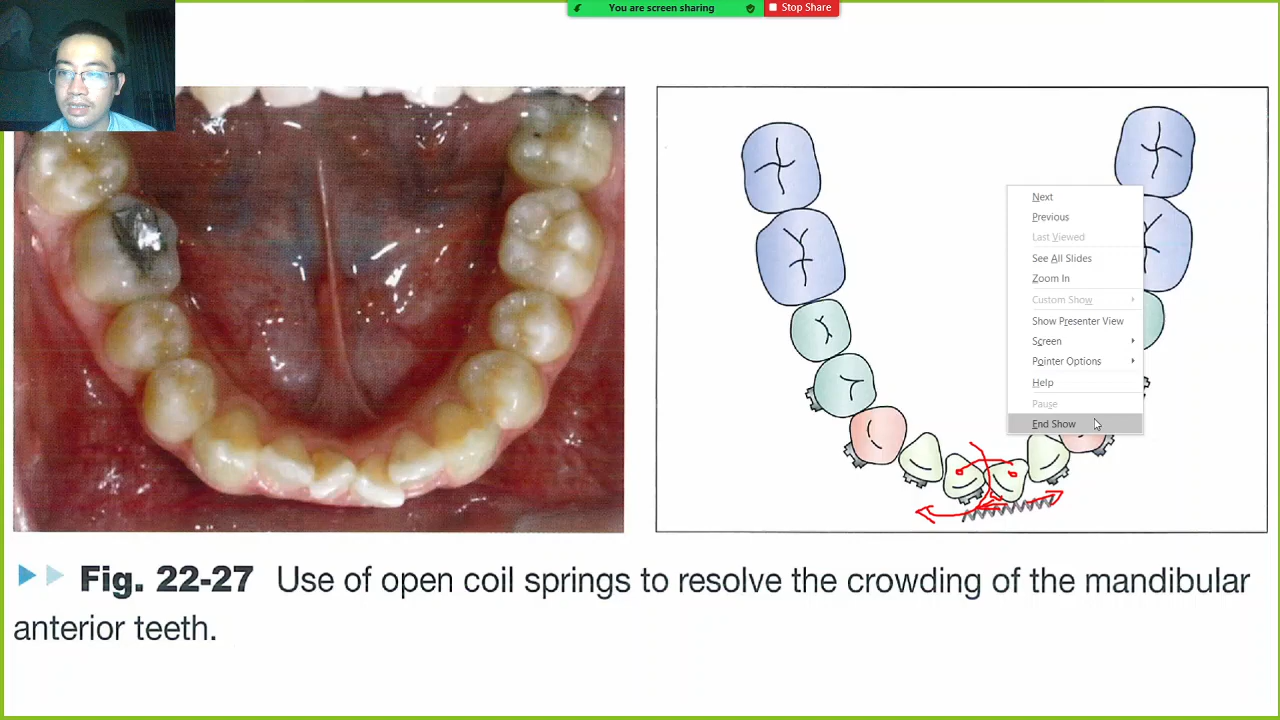 You are screen sharing
Stop Share
Next
Previous
Last Viewed
See All Slides
Zoom In
Custom Show
Show Presenter View
Screen
Pointer Options
Help
Pause
End Show
Fig. 22-27 Use of open coil springs to resolve the crowding of the mandibular
anterior teeth.